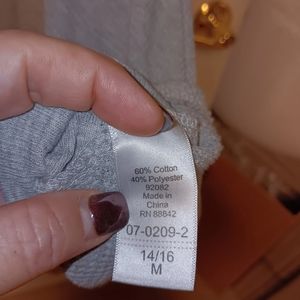 60% Cotton
40% Polyester
92082
Made in
China
RN 88842
07-0209-2
14/16
M